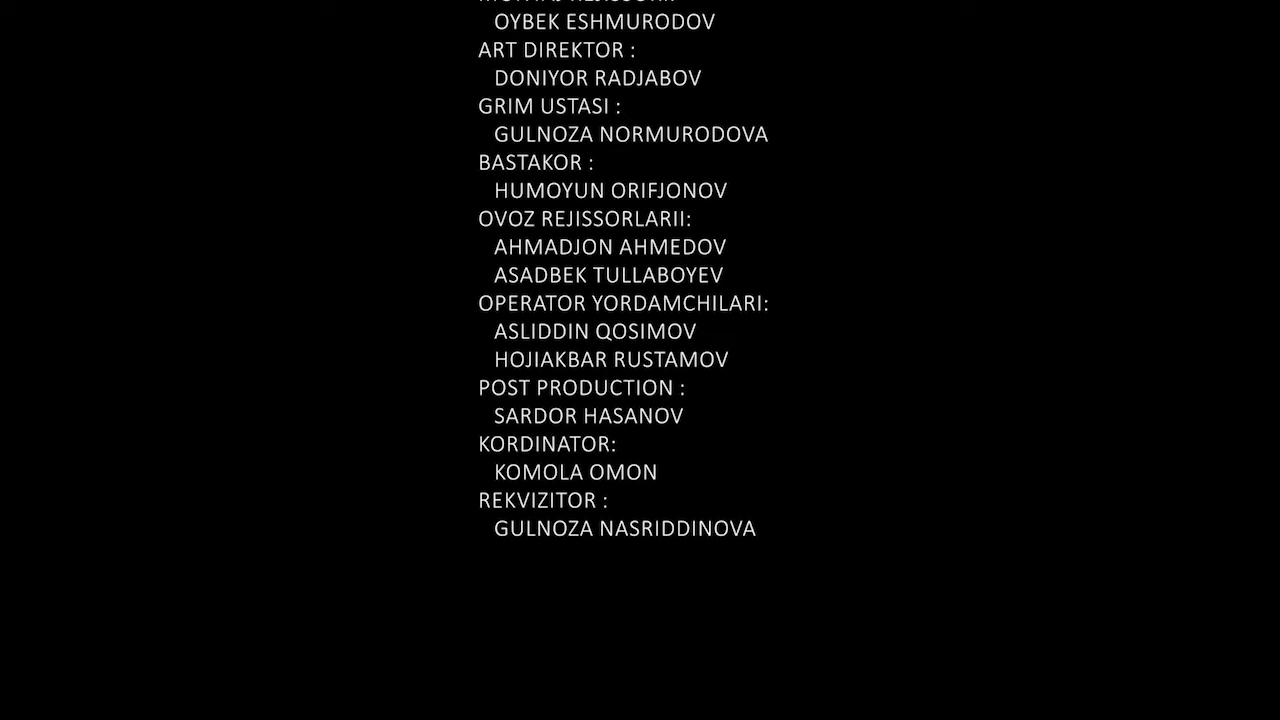 OYBEK ESHMURODOV
ART DIREKTOR :
DONIYOR RADJABOV
GRIM USTASI :
GULNOZA NORMURODOVA
BASTAKOR :
HUMOYUN ORIFJONOV
OVOZ REJISSORLARII:
AHMADJON AHMEDOV
ASADBEK TULLABOYEV
OPERATOR YORDAMCHILARI:
ASLIDDIN QOSIMOV
HOJIAKBAR RUSTAMOV
POST PRODUCTION :
SARDOR HASANOV
KORDINATOR:
KOMOLA OMON
REKVIZITOR :
GULNOZA NASRIDDINOVA